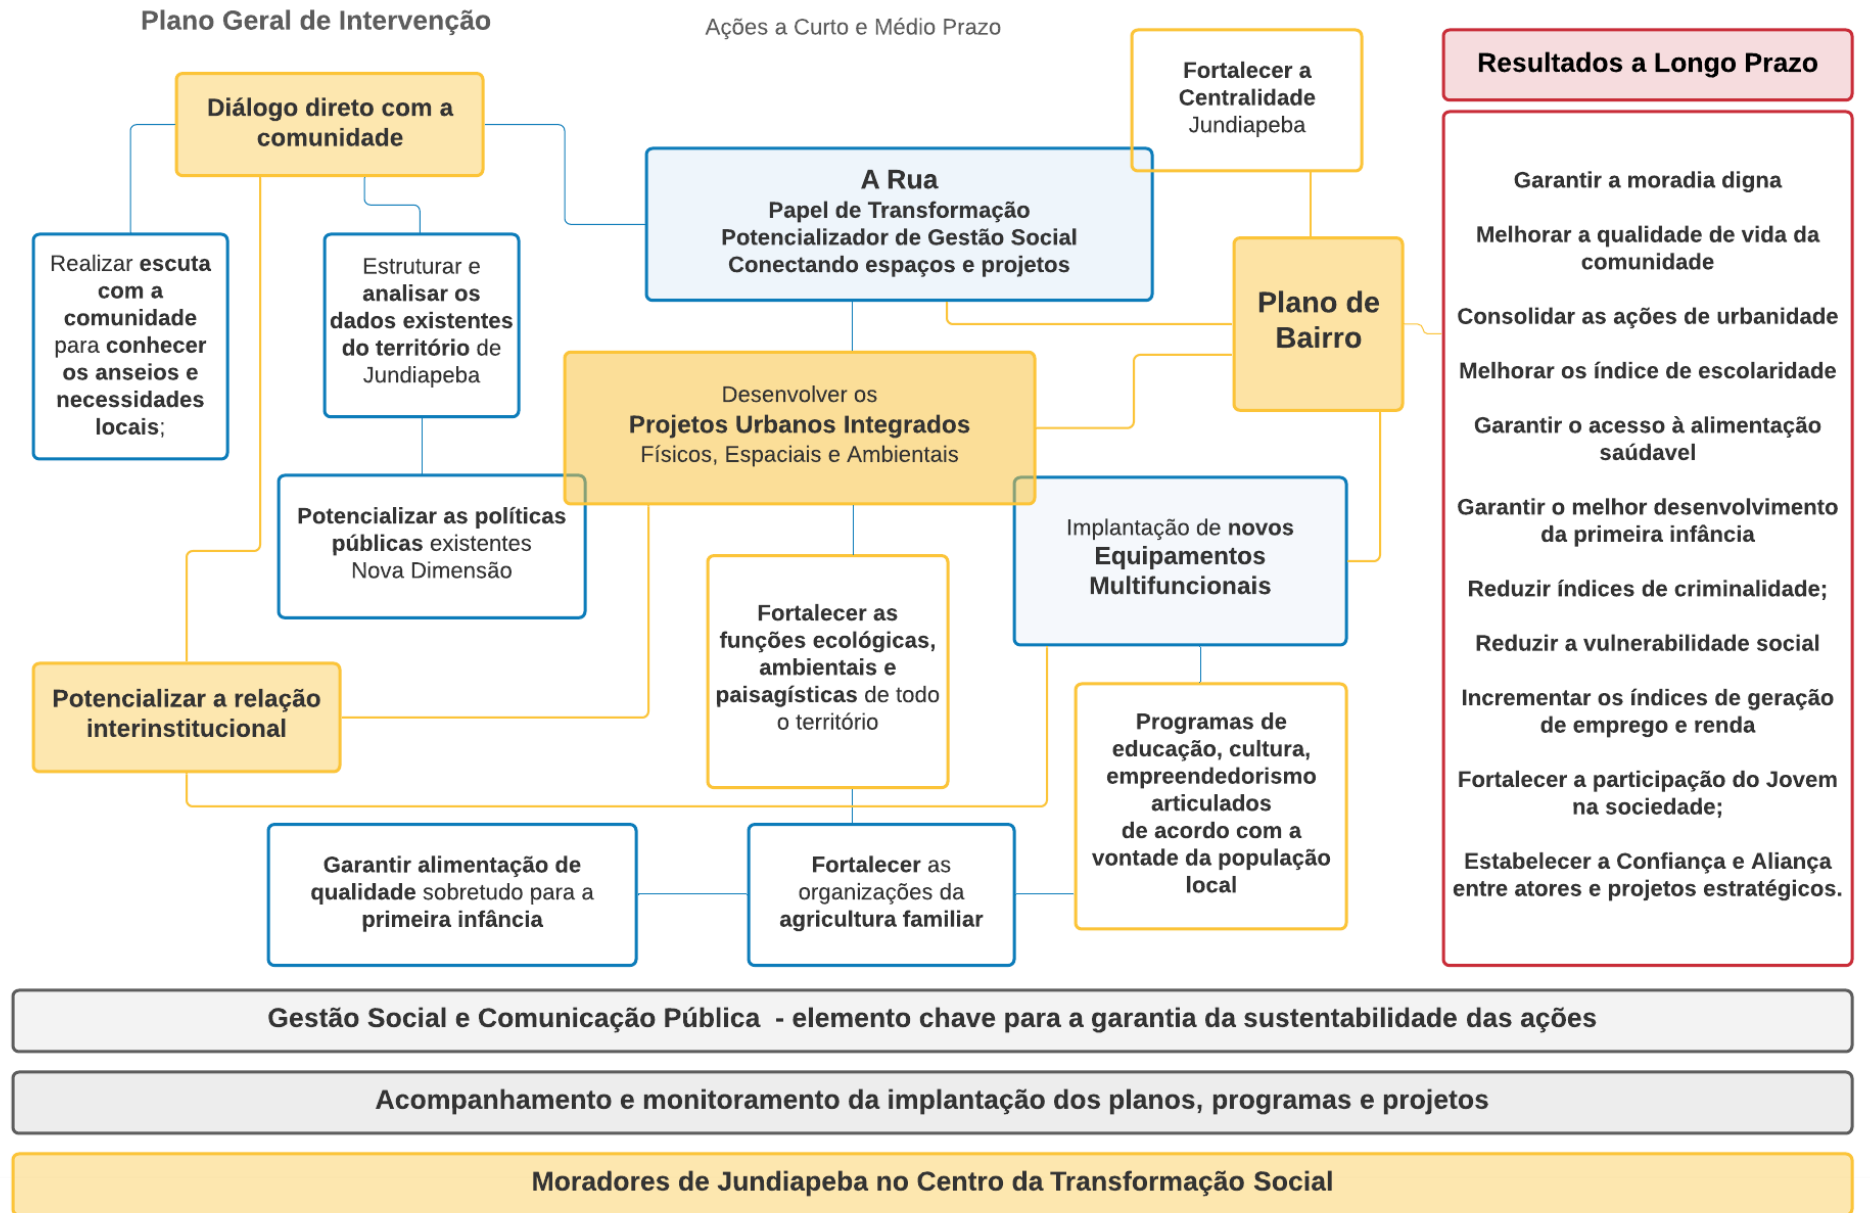 Plano Geral de Intervenção
Ações a Curto e Médio Prazo
Diálogo direto com a
comunidade
Realizar escuta
com a
comunidade
para conhecer
os anseios e
necessidades
locais;
Estruturar e
analisar os
dados existentes
do território de
Jundiapeba
Potencializar as políticas
públicas existentes
Nova Dimensão
Potencializar a relação
interinstitucional
A Rua
Papel de Transformação
Potencializador de Gestão Social
Conectando espaços e projetos
Desenvolver os
Projetos Urbanos Integrados
Físicos, Espaciais e Ambientais
Fortalecer as
funções ecológicas,
ambientais e
paisagísticas de todo
o território
Garantir alimentação de
qualidade sobretudo para a
primeira infância
Fortalecer as
organizações da
agricultura familiar
Fortalecer a
Centralidade
Jundiapeba
Plano de
Bairro
Implantação de novos
Equipamentos
Multifuncionais
Programas de
educação, cultura,
empreendedorismo
articulados
de acordo com a
vontade da população
local
Resultados a Longo Prazo
Garantir a moradia digna
Melhorar a qualidade de vida da
comunidade
Consolidar as ações de urbanidade
Melhorar os índice de escolaridade
Garantir o acesso à alimentação
saúdavel
Garantir o melhor desenvolvimento
da primeira infância
Reduzir índices de criminalidade;
Reduzir a vulnerabilidade social
Incrementar os índices de geração
de emprego e renda
Fortalecer a participação do Jovem
na sociedade;
Estabelecer a Confiança e Aliança
entre atores e projetos estratégicos.
Gestão Social e Comunicação Pública  - elemento chave para a garantia da sustentabilidade das ações
Acompanhamento e monitoramento da implantação dos planos, programas e projetos
Moradores de Jundiapeba no Centro da Transformação Social